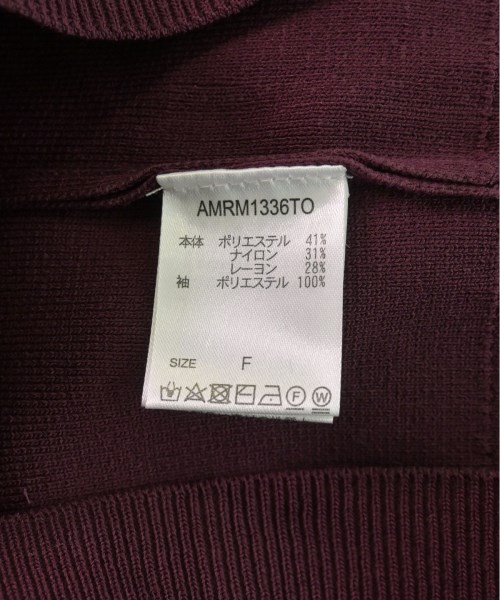 AMRM1336TO
本体 ポリエステル 41%
ナイロン 31%
レーヨン 28%
袖 ポリエステル 100%
SIZE F
F W